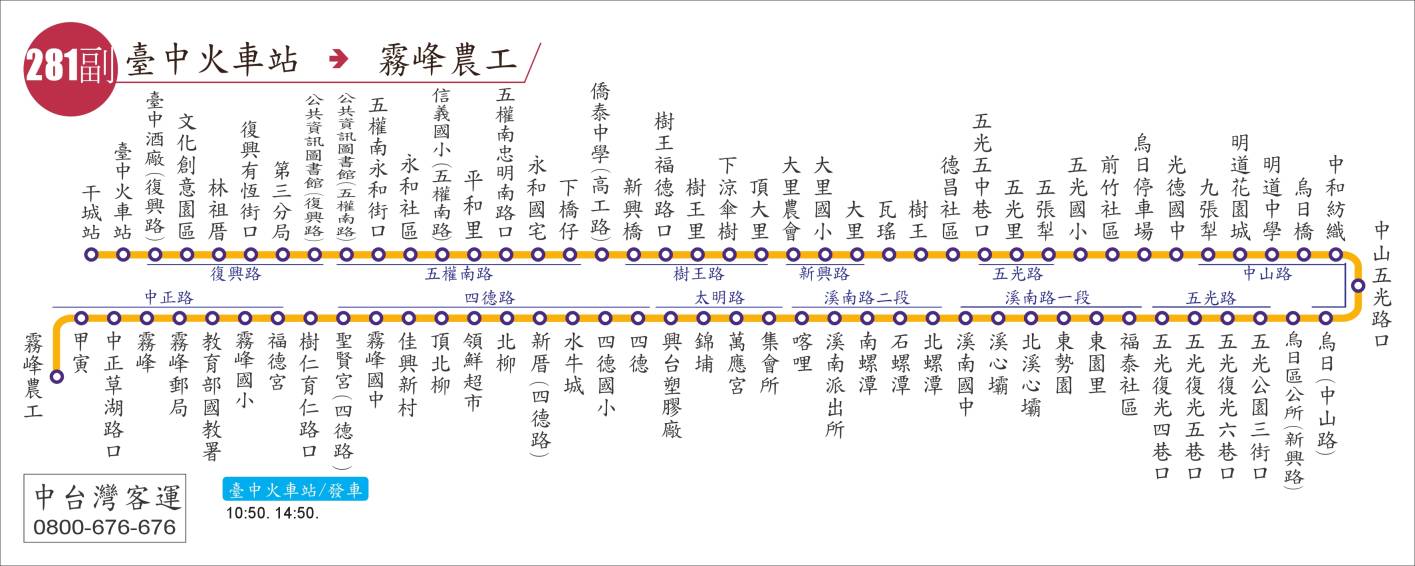 281副
臺中火車站 → 霧峰農工
干城站
臺中火車站
臺中酒廠(復興路)
文化創意園區
林祖厝
復興有恆街口
第三分局
公共資訊圖書館(復興路)
公共資訊圖書館(五權南路)
五權南永和街口
永和社區
信義國小(五權南路)
平和里
五權南忠明南路口
永和國宅
下橋仔
僑泰中學(高工路)
新興橋
樹王福德路口
樹王里
下涼傘樹
頂大里
大里農會
大里國小
大里
瓦瑤
樹王
德昌社區
五光五中巷口
五光里
五張犁
五光國小
前竹社區
烏日停車場
光德國中
九張犁
明道花園城
明道中學
烏日橋
中和紡織
中山五光路口
復興路
五權南路
樹王路
新興路
五光路
中山路
中正路
四德路
太明路
溪南路二段
溪南路一段
五光路
霧峰農工
甲寅
中正草湖路口
霧峰
霧峰郵局
教育部國教署
霧峰國小
福德宮
樹仁育仁路口
聖賢宮(四德路)
霧峰國中
佳興新村
頂北柳
領鮮超市
北柳
新厝(四德路)
水牛城
四德國小
四德
興台塑膠廠
錦埔
萬應宮
集會所
喀哩
溪南派出所
南螺潭
石螺潭
北螺潭
溪南國中
溪心壩
北溪心壩
東勢園
東園里
福泰社區
五光復光四巷口
五光復光五巷口
五光復光六巷口
五光公園三街口
烏日區公所(新興路)
烏日(中山路)
中台灣客運
0800-676-676
臺中火車站/發車
10:50. 14:50.